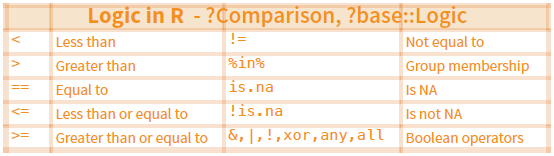 Logic in R - ?Comparison, ?base::Logic
< Less than != Not equal to
> Greater than %in% Group membership
== Equal to is.na Is NA
<= Less than or equal to !is.na Is not NA
>= Greater than or equal to &,|,!,xor,any,all Boolean operators